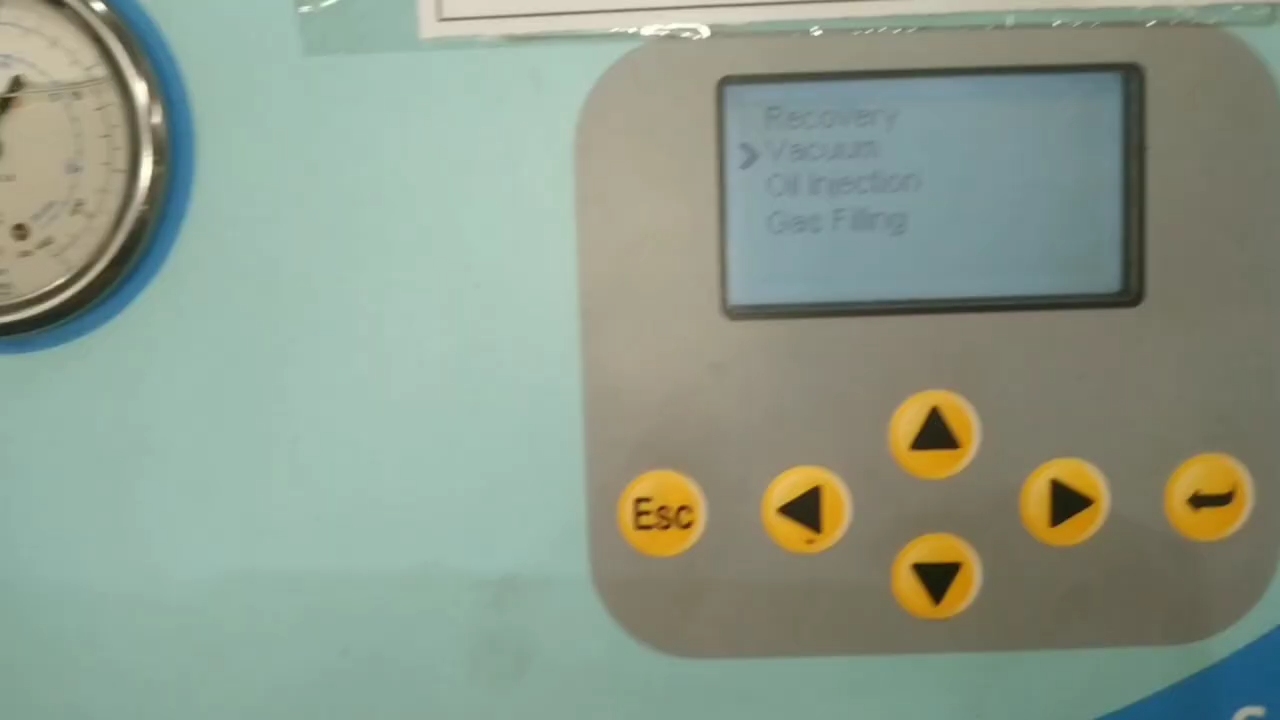 Recovery
Vacuum
Oil Injection
Gas Filling
Esc